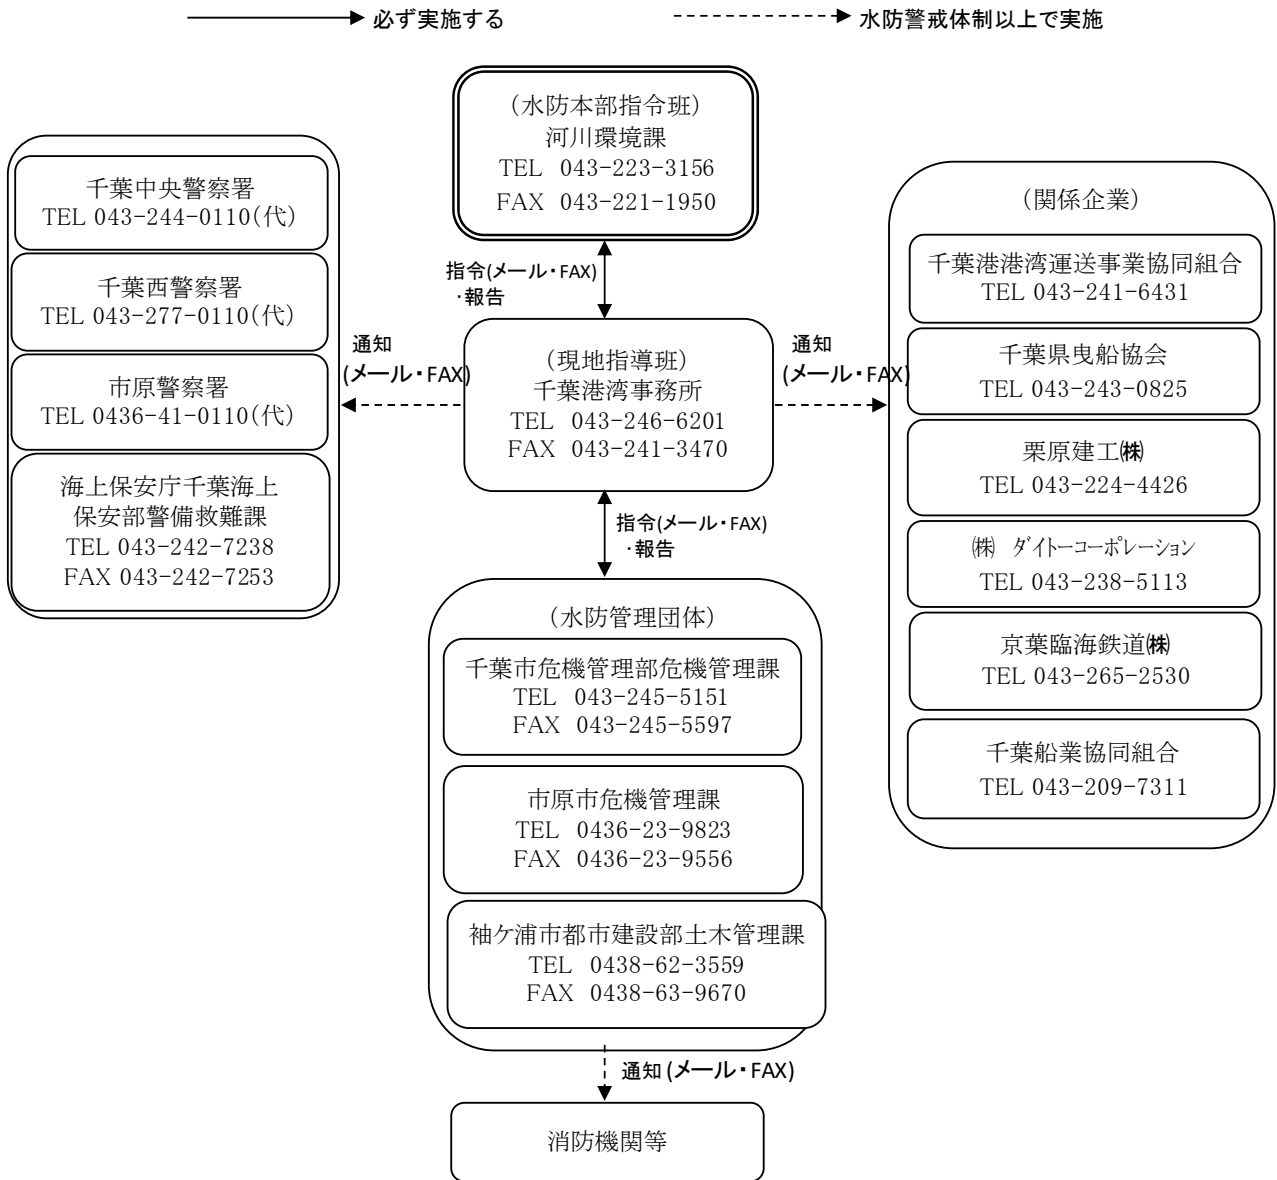 必ず実施する
水防警戒体制以上で実施
（水防本部指令班）
河川環境課
TEL 043-223-3156
FAX 043-221-1950
千葉中央警察署
TEL 043-244-0110(代)
千葉西警察署
TEL 043-277-0110(代)
市原警察署
TEL 0436-41-0110(代)
海上保安庁千葉海上
保安部警備救難課
TEL 043-242-7238
FAX 043-242-7253
指令(メール・FAX)
・報告
通知
(メール・FAX)
（現地指導班）
千葉港湾事務所
TEL 043-246-6201
FAX 043-241-3470
通知
(メール・FAX)
（関係企業）
千葉港港湾運送事業協同組合
TEL 043-241-6431
千葉県曳船協会
TEL 043-243-0825
栗原建工㈱
TEL 043-224-4426
㈱ ダイトーコーポレーション
TEL 043-238-5113
京葉臨海鉄道㈱
TEL 043-265-2530
千葉船業協同組合
TEL 043-209-7311
指令(メール・FAX)
・報告
（水防管理団体）
千葉市危機管理部危機管理課
TEL 043-245-5151
FAX 043-245-5597
市原市危機管理課
TEL 0436-23-9823
FAX 0436-23-9556
袖ケ浦市都市建設部土木管理課
TEL 0438-62-3559
FAX 0438-63-9670
通知 (メール・FAX)
消防機関等